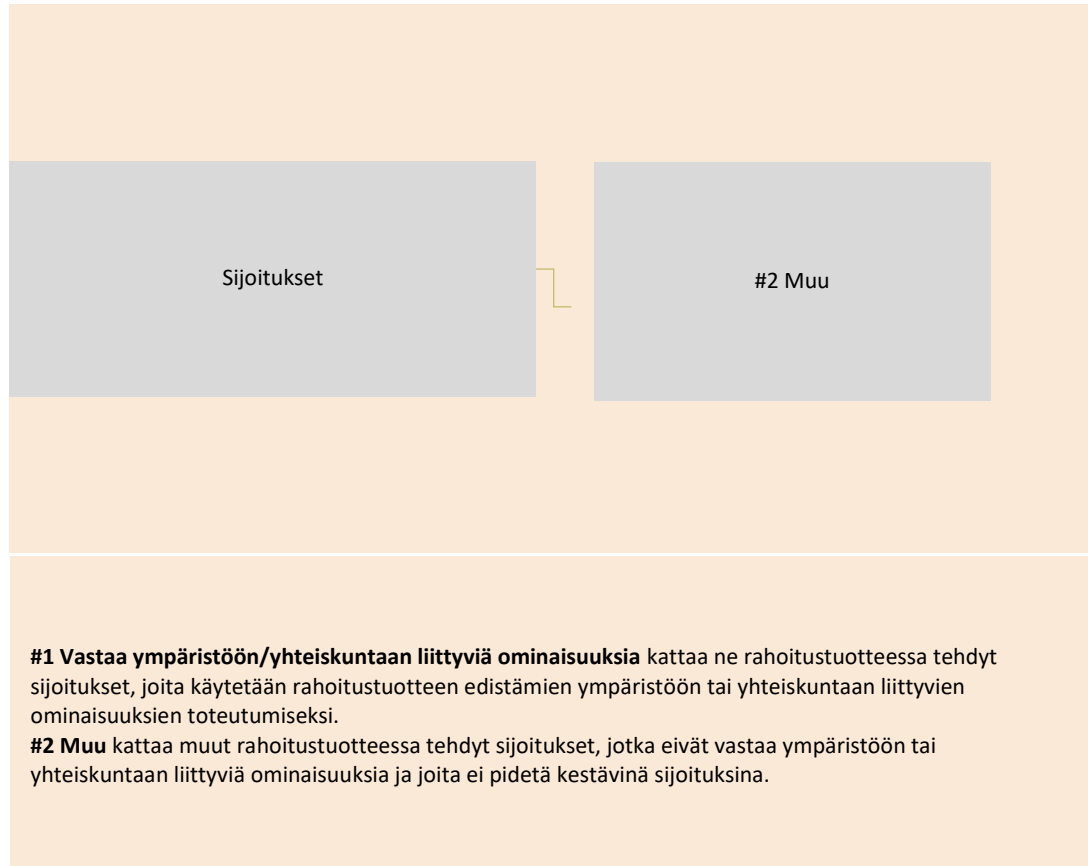 Sijoitukset
#2 Muu
#1 Vastaa ympäristöön/yhteiskuntaan liittyviä ominaisuuksia kattaa ne rahoitustuotteessa tehdyt
sijoitukset, joita käytetään rahoitustuotteen edistämien ympäristöön tai yhteiskuntaan liittyvien
ominaisuuksien toteutumiseksi.
#2 Muu kattaa muut rahoitustuotteessa tehdyt sijoitukset, jotka eivät vastaa ympäristöön tai
yhteiskuntaan liittyviä ominaisuuksia ja joita ei pidetä kestävinä sijoituksina.